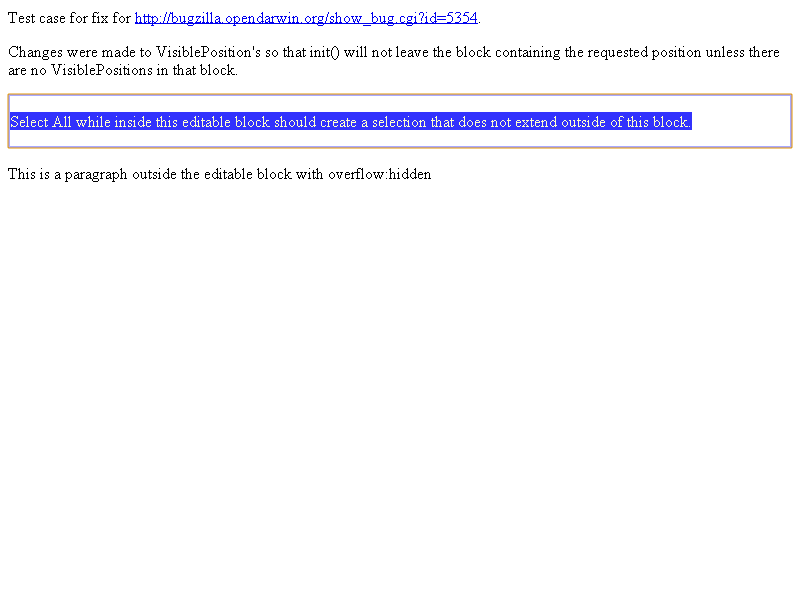 Test case for fix for http://bugzilla.opendarwin.org/show_bug.cgi?id=5354.
Changes were made to VisiblePosition's so that init() will not leave the block containing the requested position unless there
are no VisiblePositions in that block.
Select All while inside this editable block should create a selection that does not extend outside of this block.
This is a paragraph outside the editable block with overflow:hidden